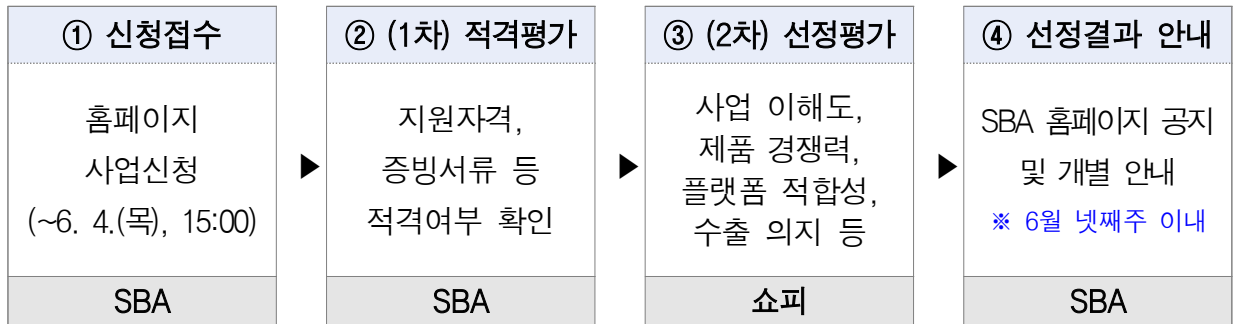 ① 신청접수
홈페이지
사업신청
(~6. 4.(목), 15:00)
SBA
▶
② (1차) 적격평가
지원자격,
증빙서류 등
적격여부 확인
SBA
▶
③ (2차) 선정평가
사업 이해도,
제품 경쟁력,
플랫폼 적합성,
수출 의지 등
쇼피
▶
④ 선정결과 안내
SBA 홈페이지 공지
및 개별 안내
※ 6월 넷째주 이내
SBA